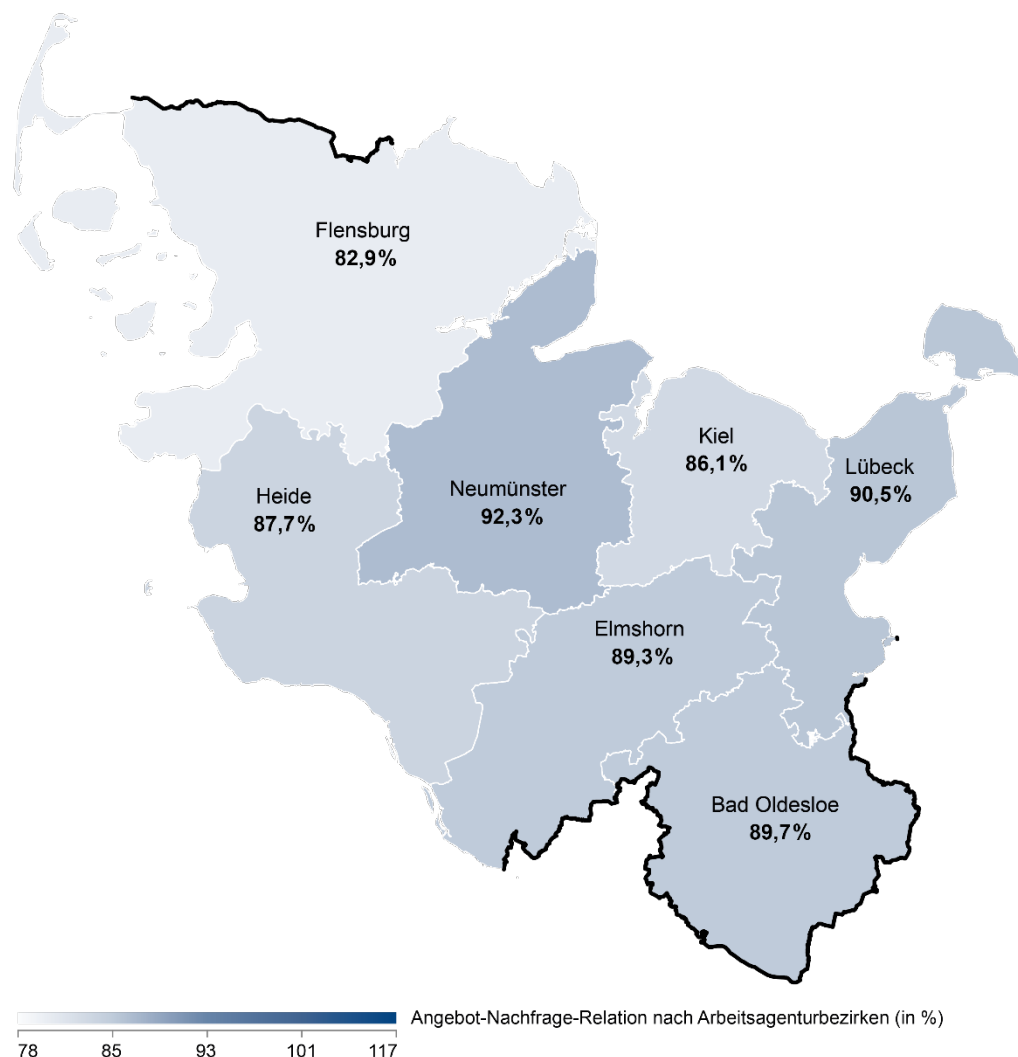 Flensburg
82,9%
Kiel
86,1%
Lübeck
90,5%
Heide
87,7%
Neumünster
92,3%
Elmshorn
89,3%
Bad Oldesloe
89,7%
Angebot-Nachfrage-Relation nach Arbeitsagenturbezirken (in %)
78 85 93 101 117